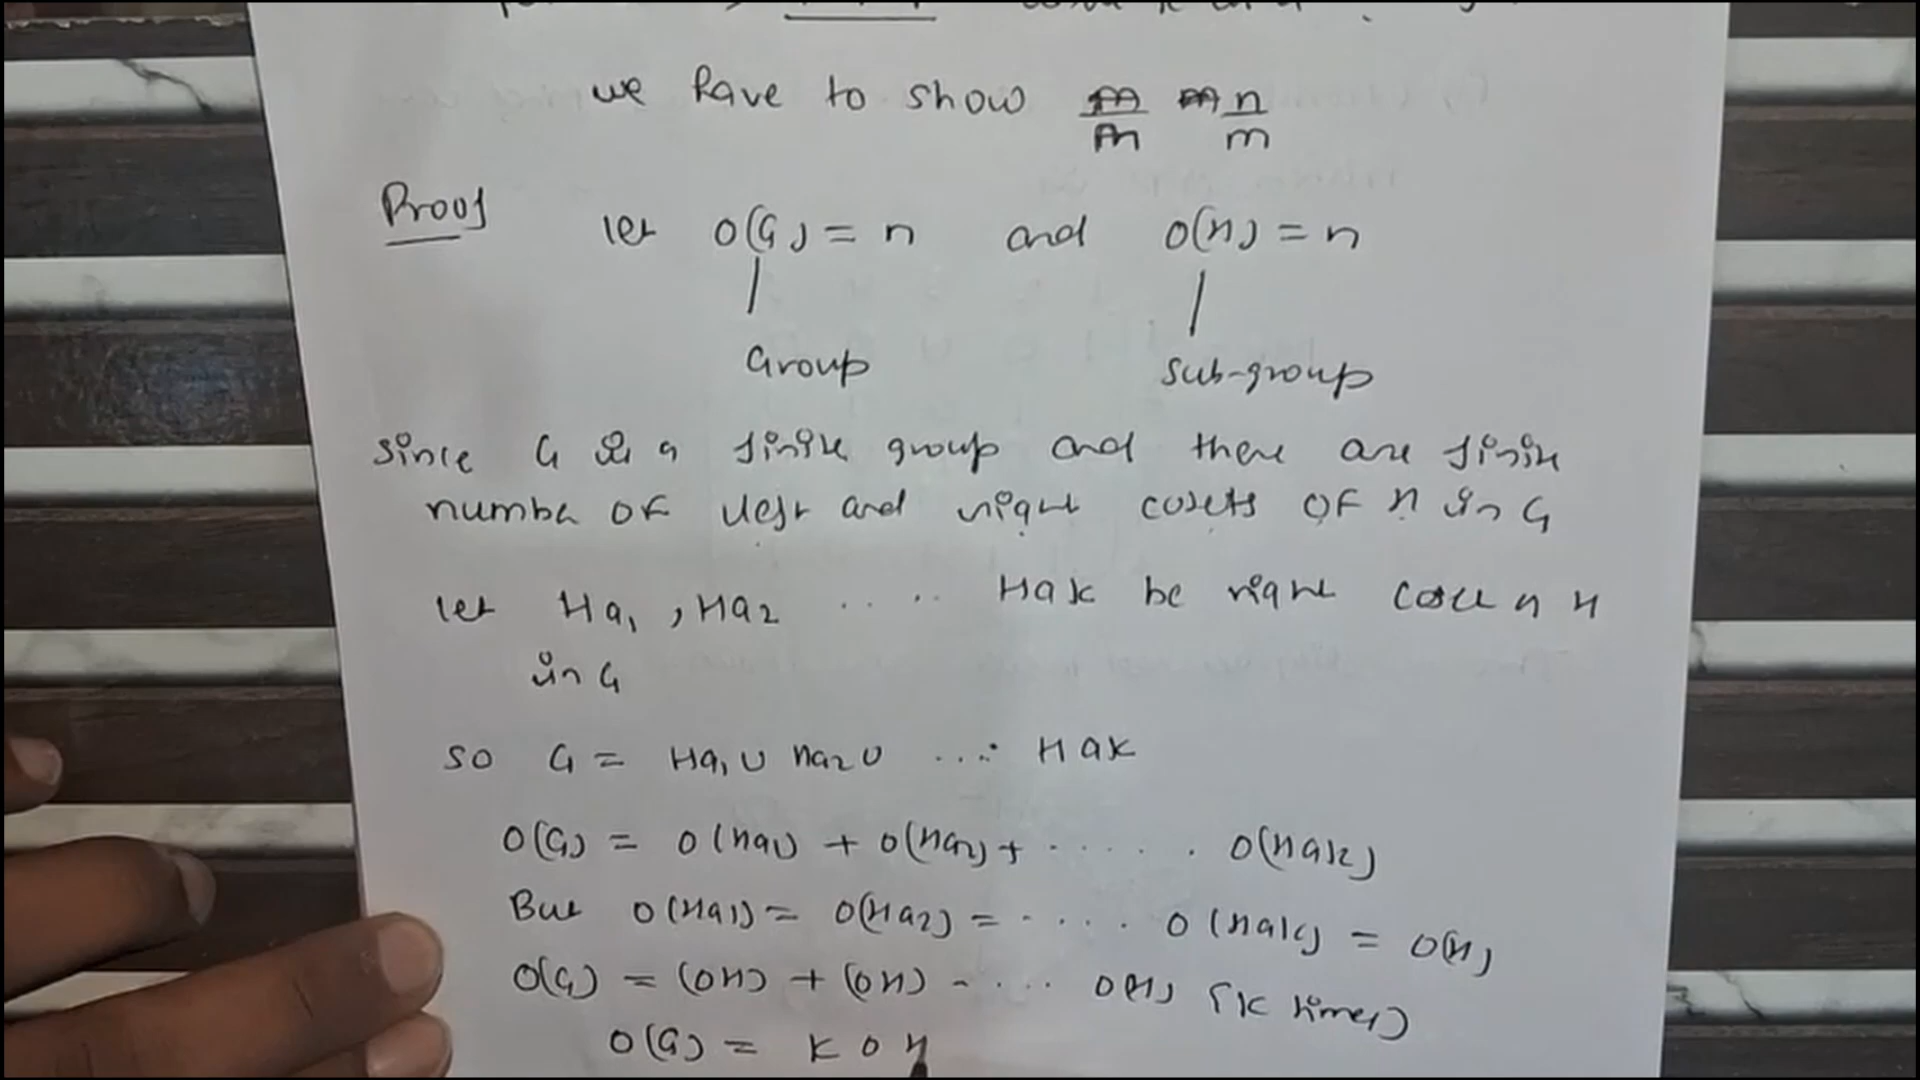 we have to show n/m
Proof let O(G) = n and O(H) = n
Group Sub-group
Since G is a finite group and there are finite
number of left and right cosets OF H in G
let Ha₁, Ha₂ ..... Hak be right coset of H
in G
so G = Ha₁ U Ha₂ U .... Hak
O(G) = O(Ha₁) + O(Ha₂) + ..... O(Hak)
But O(Ha₁) = O(Ha₂) = ..... O(Hak) = O(H)
O(G) = (OH) + (OH) - .... O(H) (K times)
O(G) = K O H